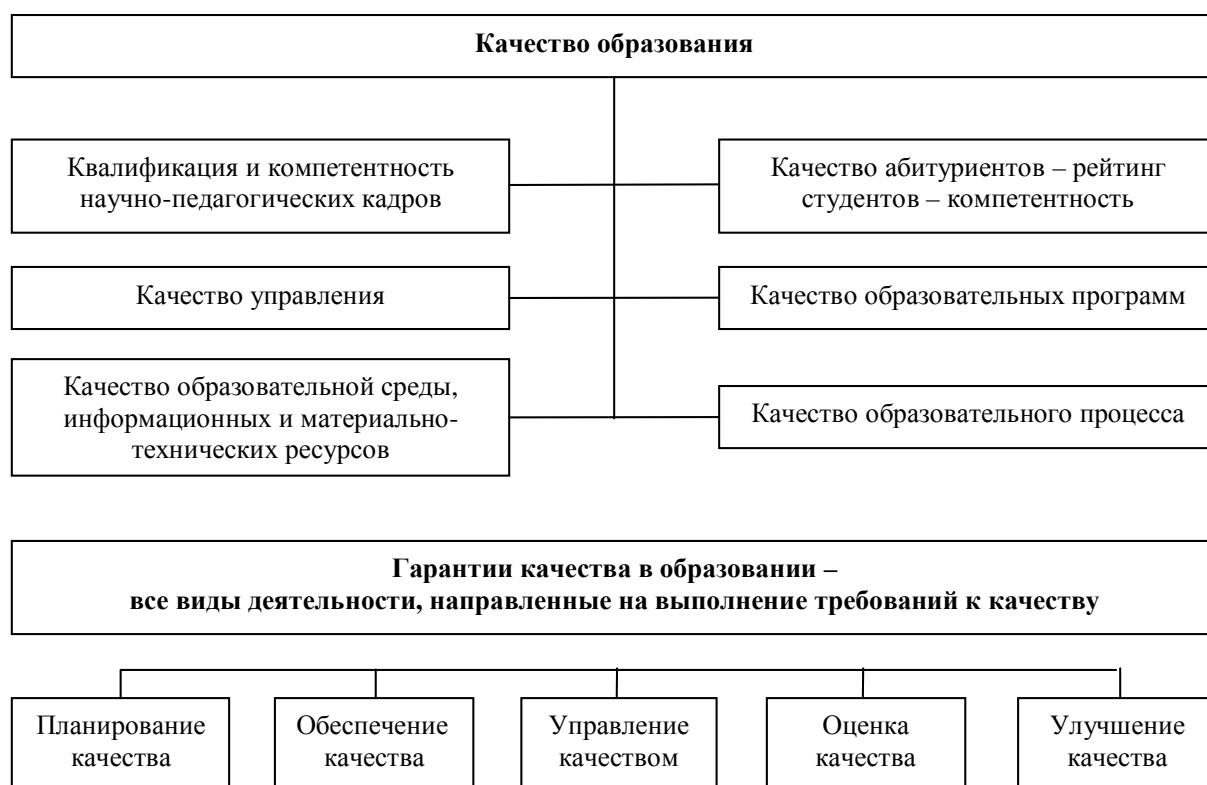 Качество образования
Квалификация и компетентность
научно-педагогических кадров
Качество абитуриентов – рейтинг
студентов – компетентность
Качество управления
Качество образовательных программ
Качество образовательной среды,
информационных и материально-
технических ресурсов
Качество образовательного процесса
Гарантии качества в образовании –
все виды деятельности, направленные на выполнение требований к качеству
Планирование
качества
Обеспечение
качества
Управление
качеством
Оценка
качества
Улучшение
качества